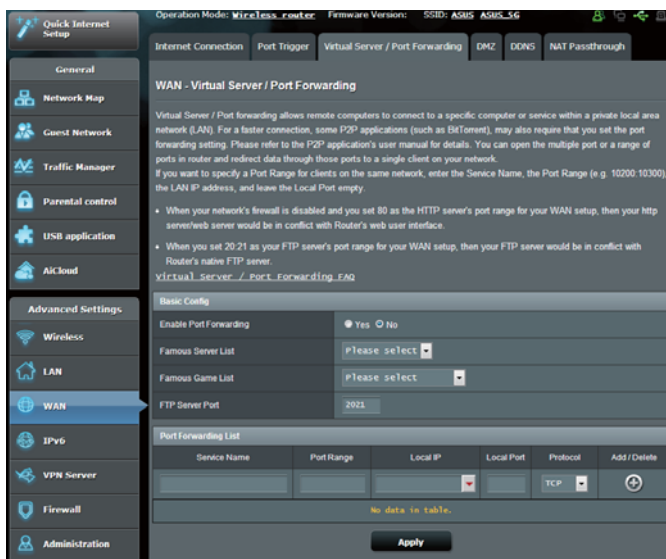 Quick Internet
Setup
General
Network Map
Guest Network
Traffic Manager
Parental control
USB application
AiCloud
Advanced Settings
Wireless
LAN
WAN
IPv6
VPN Server
Firewall
Administration
Operation Mode: Wireless router Firmware Version: SSID: ASUS ASUS_5G
Internet Connection Port Trigger Virtual Server / Port Forwarding DMZ DDNS NAT Passthrough
WAN - Virtual Server / Port Forwarding
Virtual Server / Port forwarding allows remote computers to connect to a specific computer or service within a private local area
network (LAN). For a faster connection, some P2P applications (such as BitTorrent), may also require that you set the port
forwarding setting. Please refer to the P2P application's user manual for details. You can open the multiple port or a range of
ports in router and redirect data through those ports to a single client on your network.
If you want to specify a Port Range for clients on the same network, enter the Service Name, the Port Range (e.g. 10200:10300),
the LAN IP address, and leave the Local Port empty.
• When your network's firewall is disabled and you set 80 as the HTTP server's port range for your WAN setup, then your http
server/web server would be in conflict with Router's web user interface.
• When you set 20:21 as your FTP server's port range for your WAN setup, then your FTP server would be in conflict with
Router's native FTP server.
Virtual Server / Port Forwarding FAQ
Basic Config
Enable Port Forwarding Yes No
Famous Server List Please select
Famous Game List Please select
FTP Server Port 2021
Port Forwarding List
Service Name Port Range Local IP Local Port Protocol Add / Delete
TCP
No data in table.
Apply